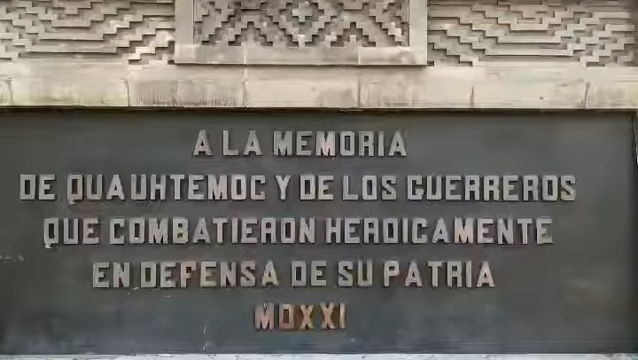 A LA MEMORIA
DE QUAUHTEMOC Y DE LOS GUERREROS
QUE COMBATIERON HEROICAMENTE
EN DEFENSA DE SU PATRIA
MDXXI